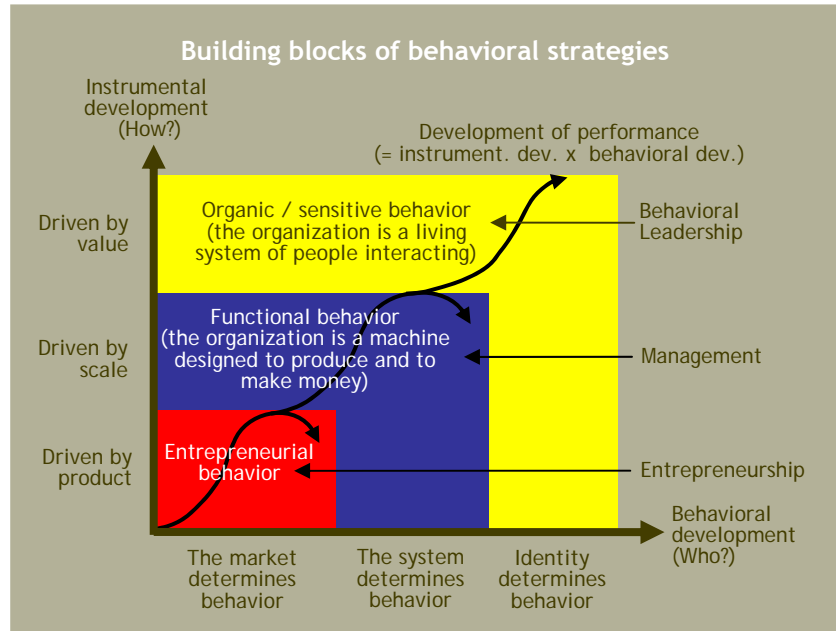 Building blocks of behavioral strategies
Instrumental
development
(How?)
Development of performance
(= instrument. dev. x behavioral dev.)
Driven by
value
Organic / sensitive behavior
(the organization is a living
system of people interacting)
Behavioral
Leadership
Driven by
scale
Functional behavior
(the organization is a machine
designed to produce and to
make money)
Management
Driven by
product
Entrepreneurial
behavior
Entrepreneurship
Behavioral
development
(Who?)
The market
determines
behavior
The system
determines
behavior
Identity
determines
behavior